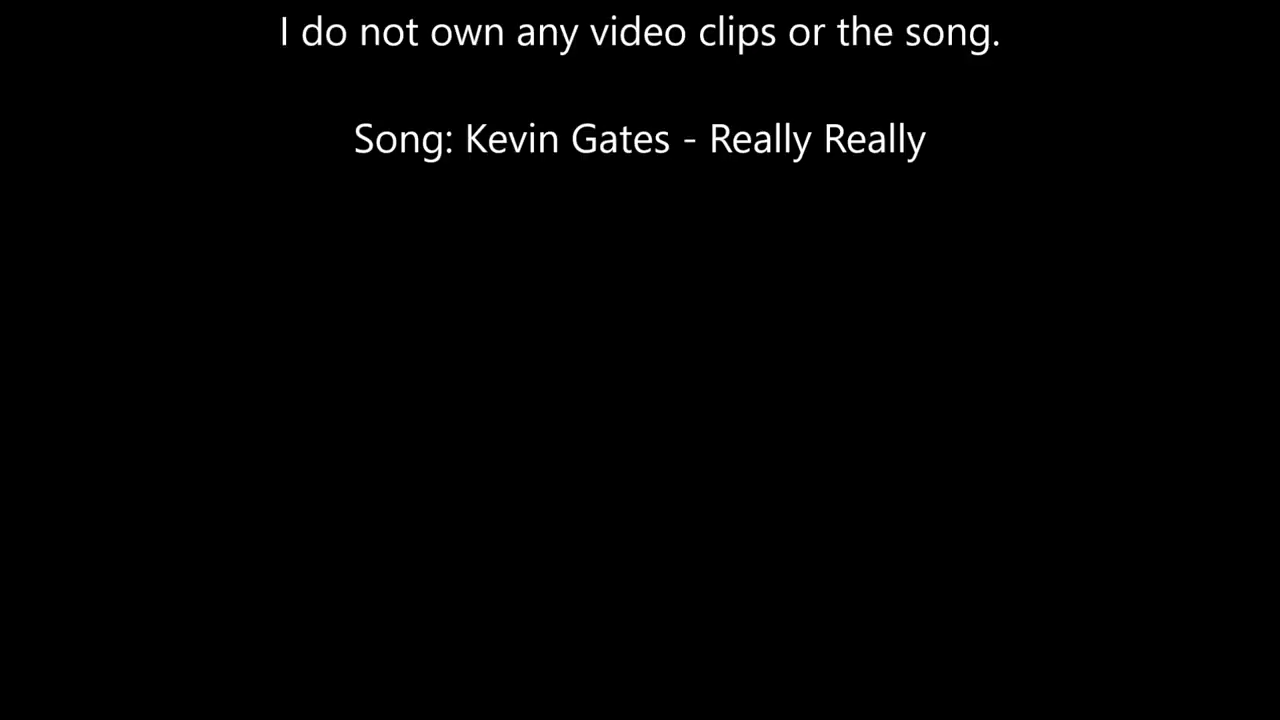 I do not own any video clips or the song.
Song: Kevin Gates - Really Really